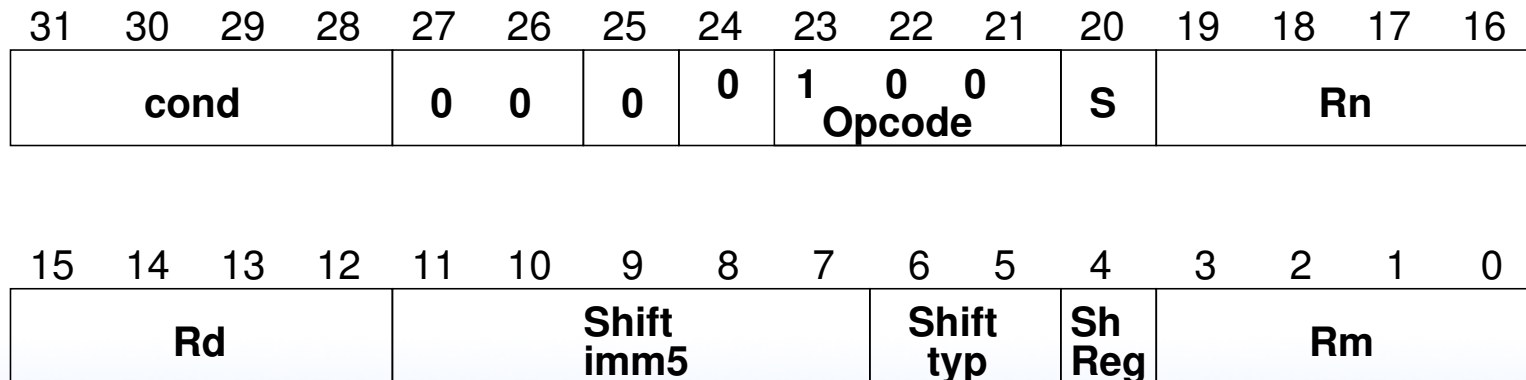 31 30 29 28 27 26 25 24 23 22 21 20 19 18 17 16
cond 0 0 0 0 1 0 0 S Rn
Opcode
15 14 13 12 11 10 9 8 7 6 5 4 3 2 1 0
Rd Shift Shift Sh Rm
imm5 typ Reg